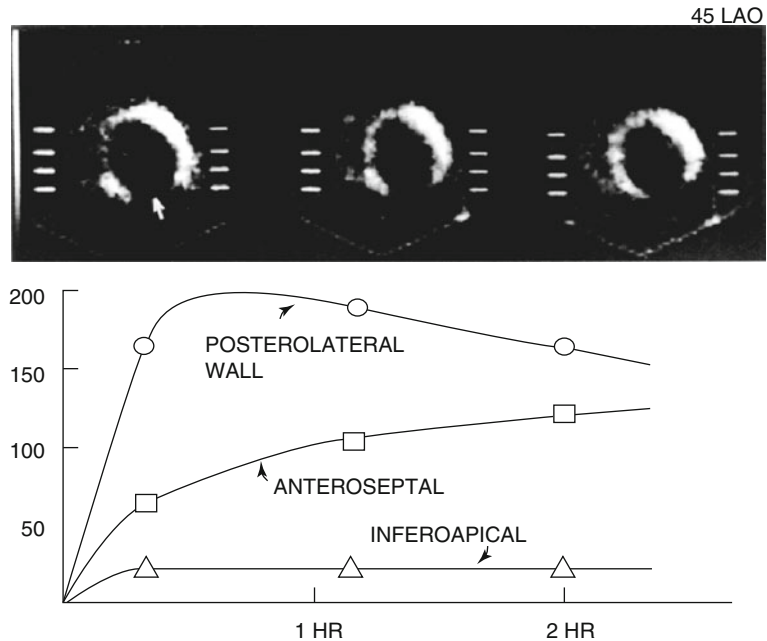 45 LAO
200
150
100
50
POSTEROLATERAL
WALL
ANTEROSEPTAL
INFEROAPICAL
1 HR
2 HR